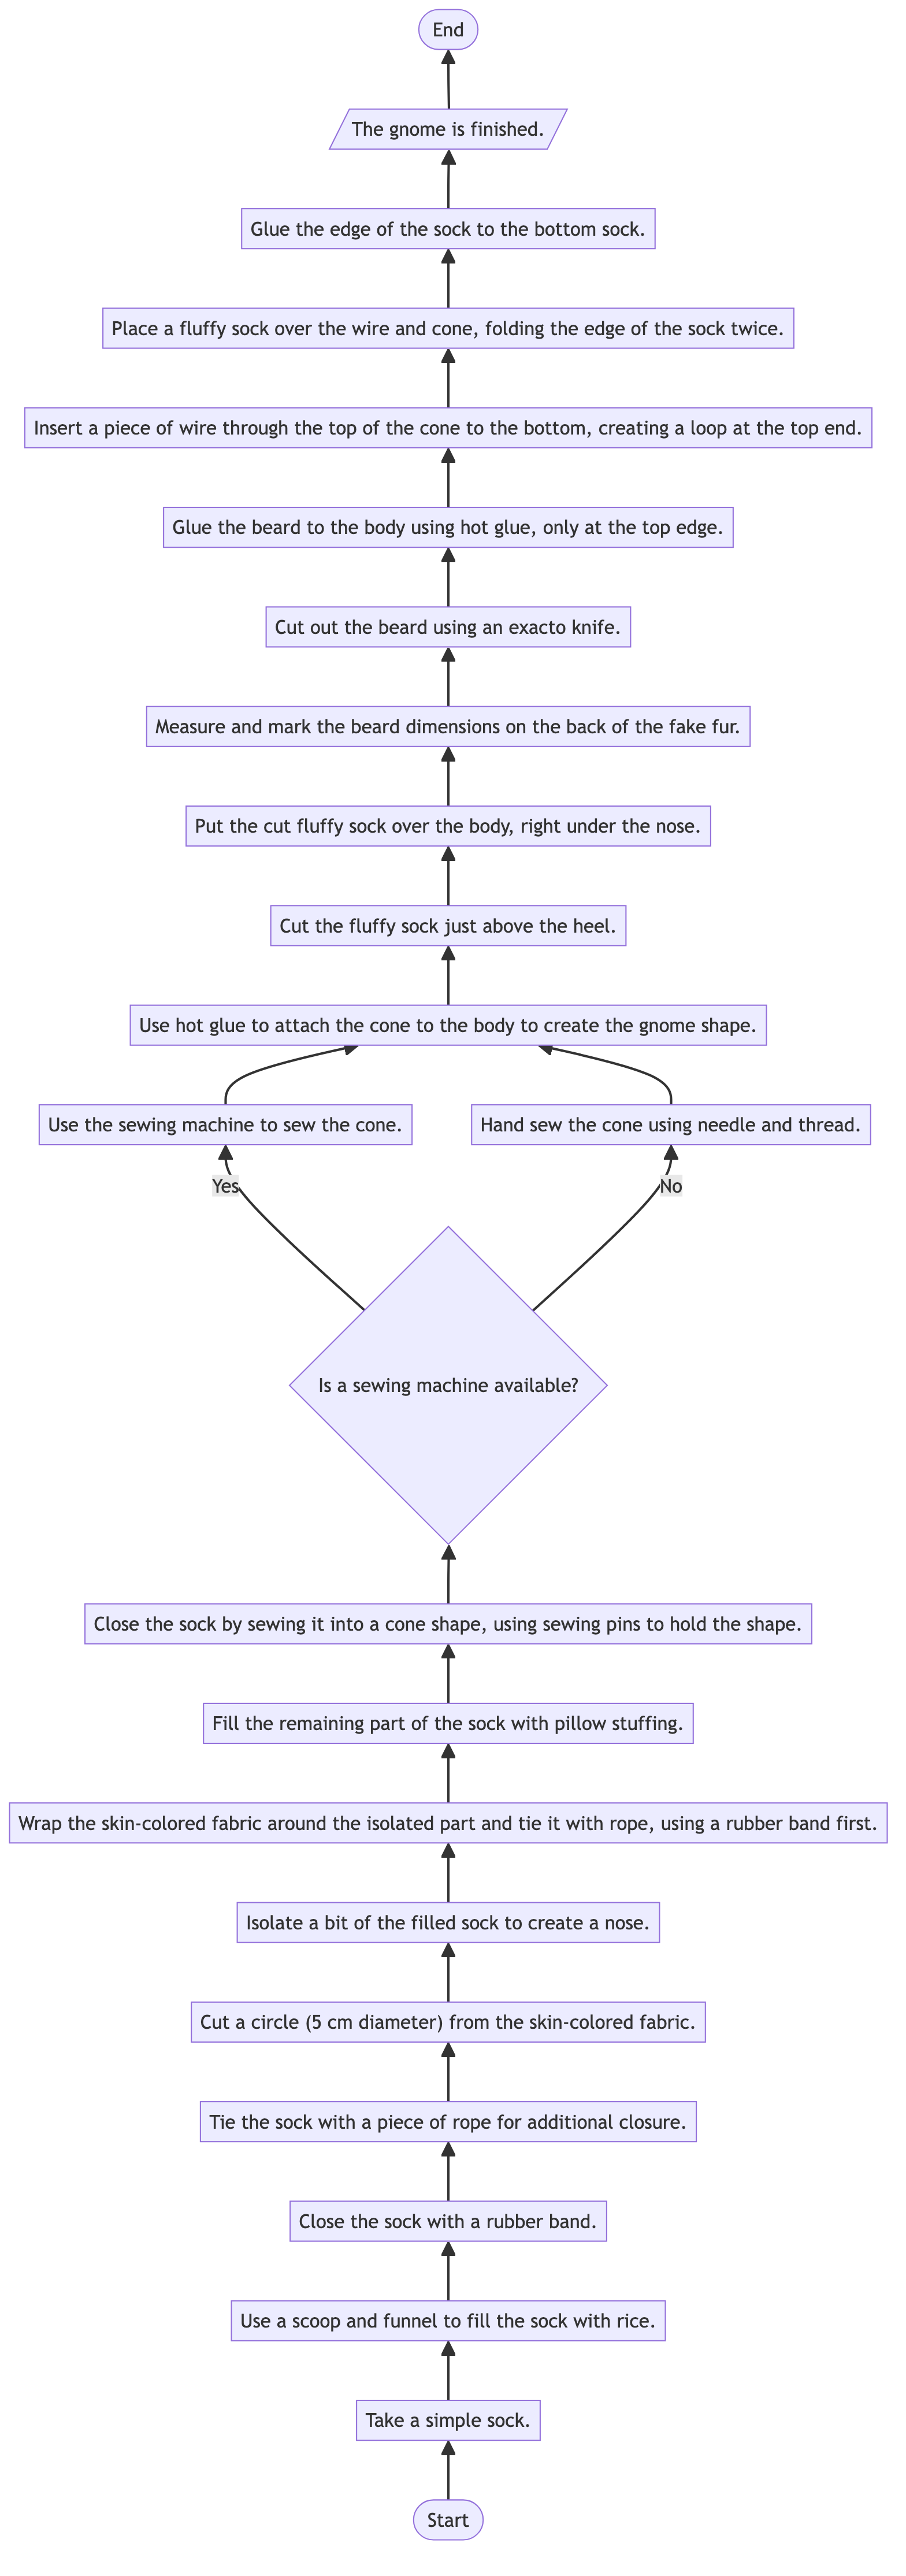 End
The gnome is finished.
Glue the edge of the sock to the bottom sock.
Place a fluffy sock over the wire and cone, folding the edge of the sock twice.
Insert a piece of wire through the top of the cone to the bottom, creating a loop at the top end.
Glue the beard to the body using hot glue, only at the top edge.
Cut out the beard using an exacto knife.
Measure and mark the beard dimensions on the back of the fake fur.
Put the cut fluffy sock over the body, right under the nose.
Cut the fluffy sock just above the heel.
Use hot glue to attach the cone to the body to create the gnome shape.
Use the sewing machine to sew the cone.
Hand sew the cone using needle and thread.
Yes
No
Is a sewing machine available?
Close the sock by sewing it into a cone shape, using sewing pins to hold the shape.
Fill the remaining part of the sock with pillow stuffing.
Wrap the skin-colored fabric around the isolated part and tie it with rope, using a rubber band first.
Isolate a bit of the filled sock to create a nose.
Cut a circle (5 cm diameter) from the skin-colored fabric.
Tie the sock with a piece of rope for additional closure.
Close the sock with a rubber band.
Use a scoop and funnel to fill the sock with rice.
Take a simple sock.
Start